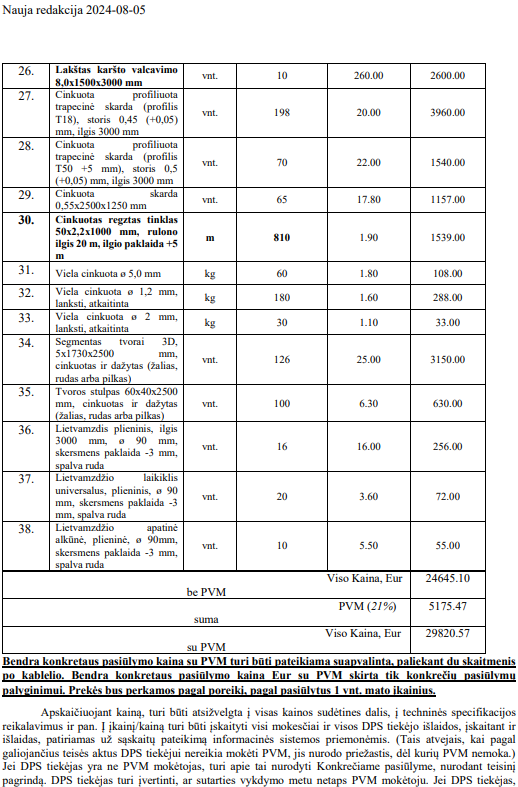 Nauja redakcija 2024-08-05
26. Lakštas karšto valcavimo vnt. 10 260.00 2600.00
8,0x1500x3000 mm
27. Cinkuota profiliuota vnt. 198 20.00 3960.00
trapecinė skarda (profilis
T18), storis 0,45 (+0,05)
mm, ilgis 3000 mm
28. Cinkuota profiliuota vnt. 70 22.00 1540.00
trapecinė skarda (profilis
T50 +5 mm), storis 0,5
(+0,05) mm, ilgis 3000 mm
29. Cinkuota skarda vnt. 65 17.80 1157.00
0,55x2500x1250 mm
30. Cinkuotas regztas tinklas m 810 1.90 1539.00
50x2,2x1000 mm, rulono
ilgis 20 m, ilgio paklaida +5
m
31. Viela cinkuota ø 5,0 mm kg 60 1.80 108.00
32. Viela cinkuota ø 1,2 mm, kg 180 1.60 288.00
lanksti, atkaitinta
33. Viela cinkuota ø 2 mm, kg 30 1.10 33.00
lanksti, atkaitinta
34. Segmentas tvorai 3D, vnt. 126 25.00 3150.00
5x1730x2500 mm,
cinkuotas ir dažytas (žalias,
rudas arba pilkas)
35. Tvoros stulpas 60x40x2500 vnt. 100 6.30 630.00
mm, cinkuotas ir dažytas
(žalias, rudas arba pilkas)
36. Lietvamzdis plieninis, ilgis vnt. 16 16.00 256.00
3000 mm, ø 90 mm,
skersmens paklaida -3 mm,
spalva ruda
37. Lietvamzdžio laikiklis vnt. 20 3.60 72.00
universalus, plieninis, ø 90
mm, skersmens paklaida -3
mm, spalva ruda
38. Lietvamzdžio apatinė vnt. 10 5.50 55.00
alkūnė, plieninė, ø 90mm,
skersmens paklaida -3 mm,
spalva ruda
Viso Kaina, Eur 24645.10
be PVM
PVM (21%) 5175.47
suma
Viso Kaina, Eur 29820.57
su PVM
Bendra konkretaus pasiūlymo kaina su PVM turi būti pateikiama suapvalinta, paliekant du skaitmenis
po kablelio. Bendra konkretaus pasiūlymo kaina Eur su PVM skirta tik konkrečių pasiūlymų
palyginimui. Prekės bus perkamos pagal poreikį, pagal pasiūlytus 1 vnt. mato įkainius.
Apskaičiuojant kainą, turi būti atsižvelgta į visas kainos sudėtines dalis, į techninės specifikacijos
reikalavimus ir pan. Į įkainį/kainą turi būti įskaityti visi mokesčiai ir visos DPS tiekėjo išlaidos, įskaitant ir
išlaidas, patiriamas už sąskaitų pateikimą informacinės sistemos priemonėmis. (Tais atvejais, kai pagal
galiojančius teisės aktus DPS tiekėjui nereikia mokėti PVM, jis nurodo priežastis, dėl kurių PVM nemoka.)
Jei DPS tiekėjas yra ne PVM mokėtojas, turi apie tai nurodyti Konkrečiame pasiūlyme, nurodant teisinį
pagrindą. DPS tiekėjas turi įvertinti, ar sutarties vykdymo metu netaps PVM mokėtoju. Jei DPS tiekėjas,